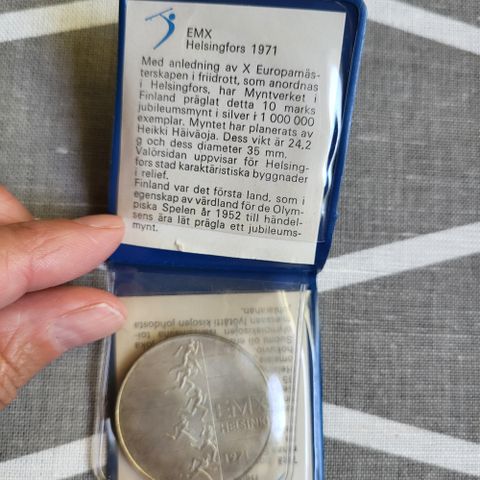 EMX
Helsingfors 1971
Med anledning av X Europamäs-
terskapen i friidrott, som anordnas
i Helsingfors, har Myntverket i
Finland präglat detta 10 marks
jubileumsmynt i silver i 1 000 000
exemplar. Myntet har planerats av
Heikki Häiväoja. Dess vikt är 24,2
g och dess diameter 35 mm.
Valörsidan uppvisar för Helsing-
fors stad karaktäristiska byggnader
i relief.
Finland var det första land, som i
egenskap av värdland för de Olym-
piska Spelen år 1952 till händel-
sens ära lät prägla ett jubileums-
mynt.
EMX
HELSINKI
1971